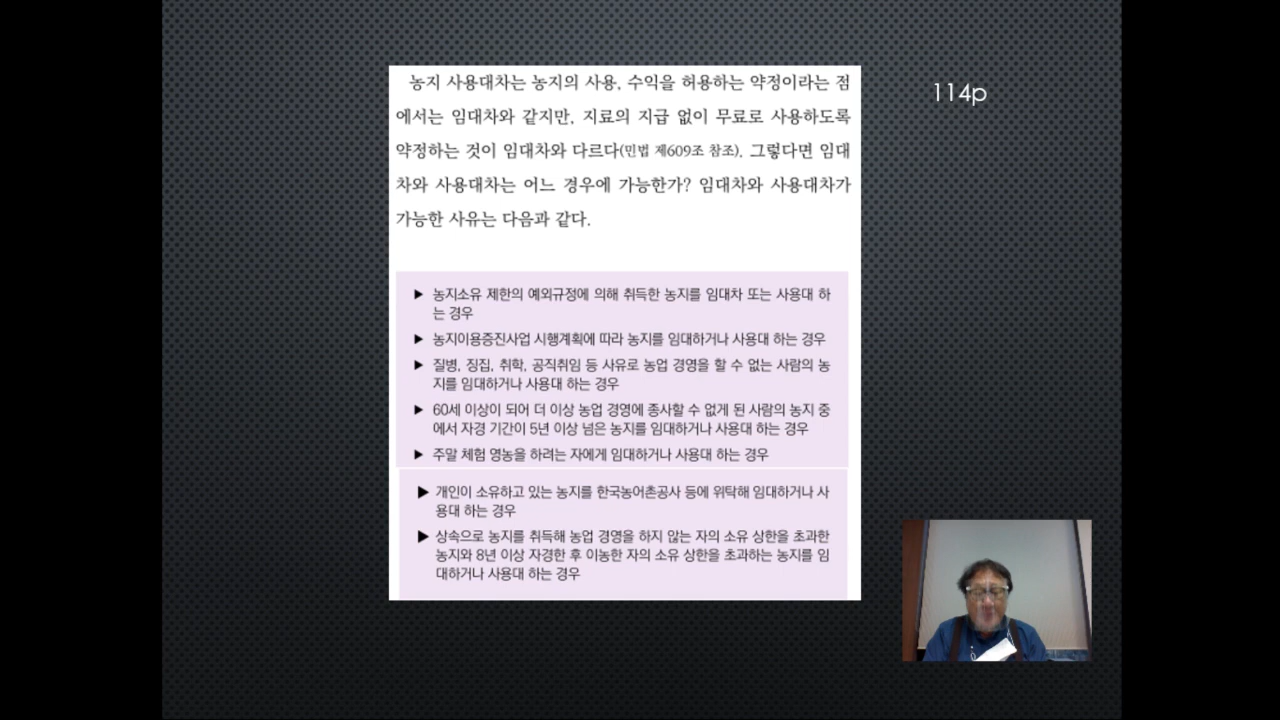 114p
농지 사용대차는 농지의 사용, 수익을 허용하는 약정이라는 점
에서는 임대차와 같지만, 지료의 지급 없이 무료로 사용하도록
약정하는 것이 임대차와 다르다(민법 제609조 참조). 그렇다면 임대
차와 사용대차는 어느 경우에 가능한가? 임대차와 사용대차가
가능한 사유는 다음과 같다.
▶ 농지소유 제한의 예외규정에 의해 취득한 농지를 임대차 또는 사용대 하
는 경우
▶ 농지이용증진사업 시행계획에 따라 농지를 임대하거나 사용대 하는 경우
▶ 질병, 징집, 취학, 공직취임 등 사유로 농업 경영을 할 수 없는 사람의 농
지를 임대하거나 사용대 하는 경우
▶ 60세 이상이 되어 더 이상 농업 경영에 종사할 수 없게 된 사람의 농지 중
에서 자경 기간이 5년 이상 넘은 농지를 임대하거나 사용대 하는 경우
▶ 주말 체험 영농을 하려는 자에게 임대하거나 사용대 하는 경우
▶ 개인이 소유하고 있는 농지를 한국농어촌공사 등에 위탁해 임대하거나 사
용대 하는 경우
▶ 상속으로 농지를 취득해 농업 경영을 하지 않는 자의 소유 상한을 초과한
농지와 8년 이상 자경한 후 이농한 자의 소유 상한을 초과하는 농지를 임
대하거나 사용대 하는 경우